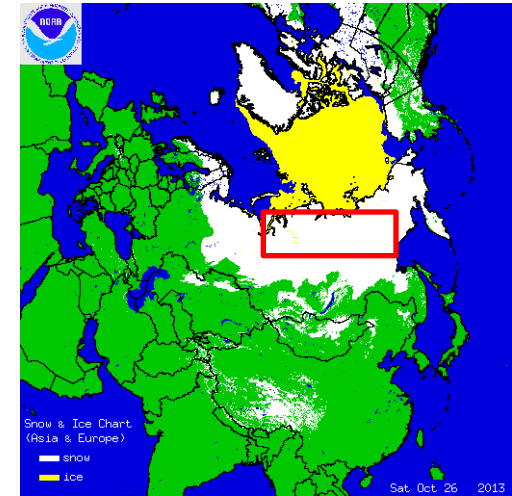 NOAA
Snow & Ice Chart
(Asia & Europe)
snow
ice
Sat Oct 26 2013